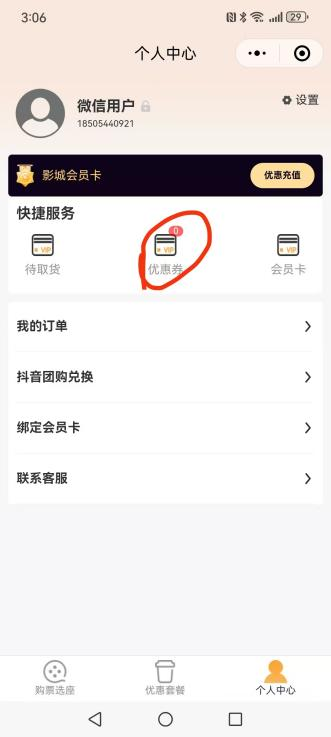 3:06
29
个人中心
微信用户
18505440921
设置
影城会员卡
优惠充值
快捷服务
VIP
0
VIP
VIP
待取货
优惠券
会员卡
我的订单
抖音团购兑换
绑定会员卡
联系客服
购票选座
优惠套餐
个人中心